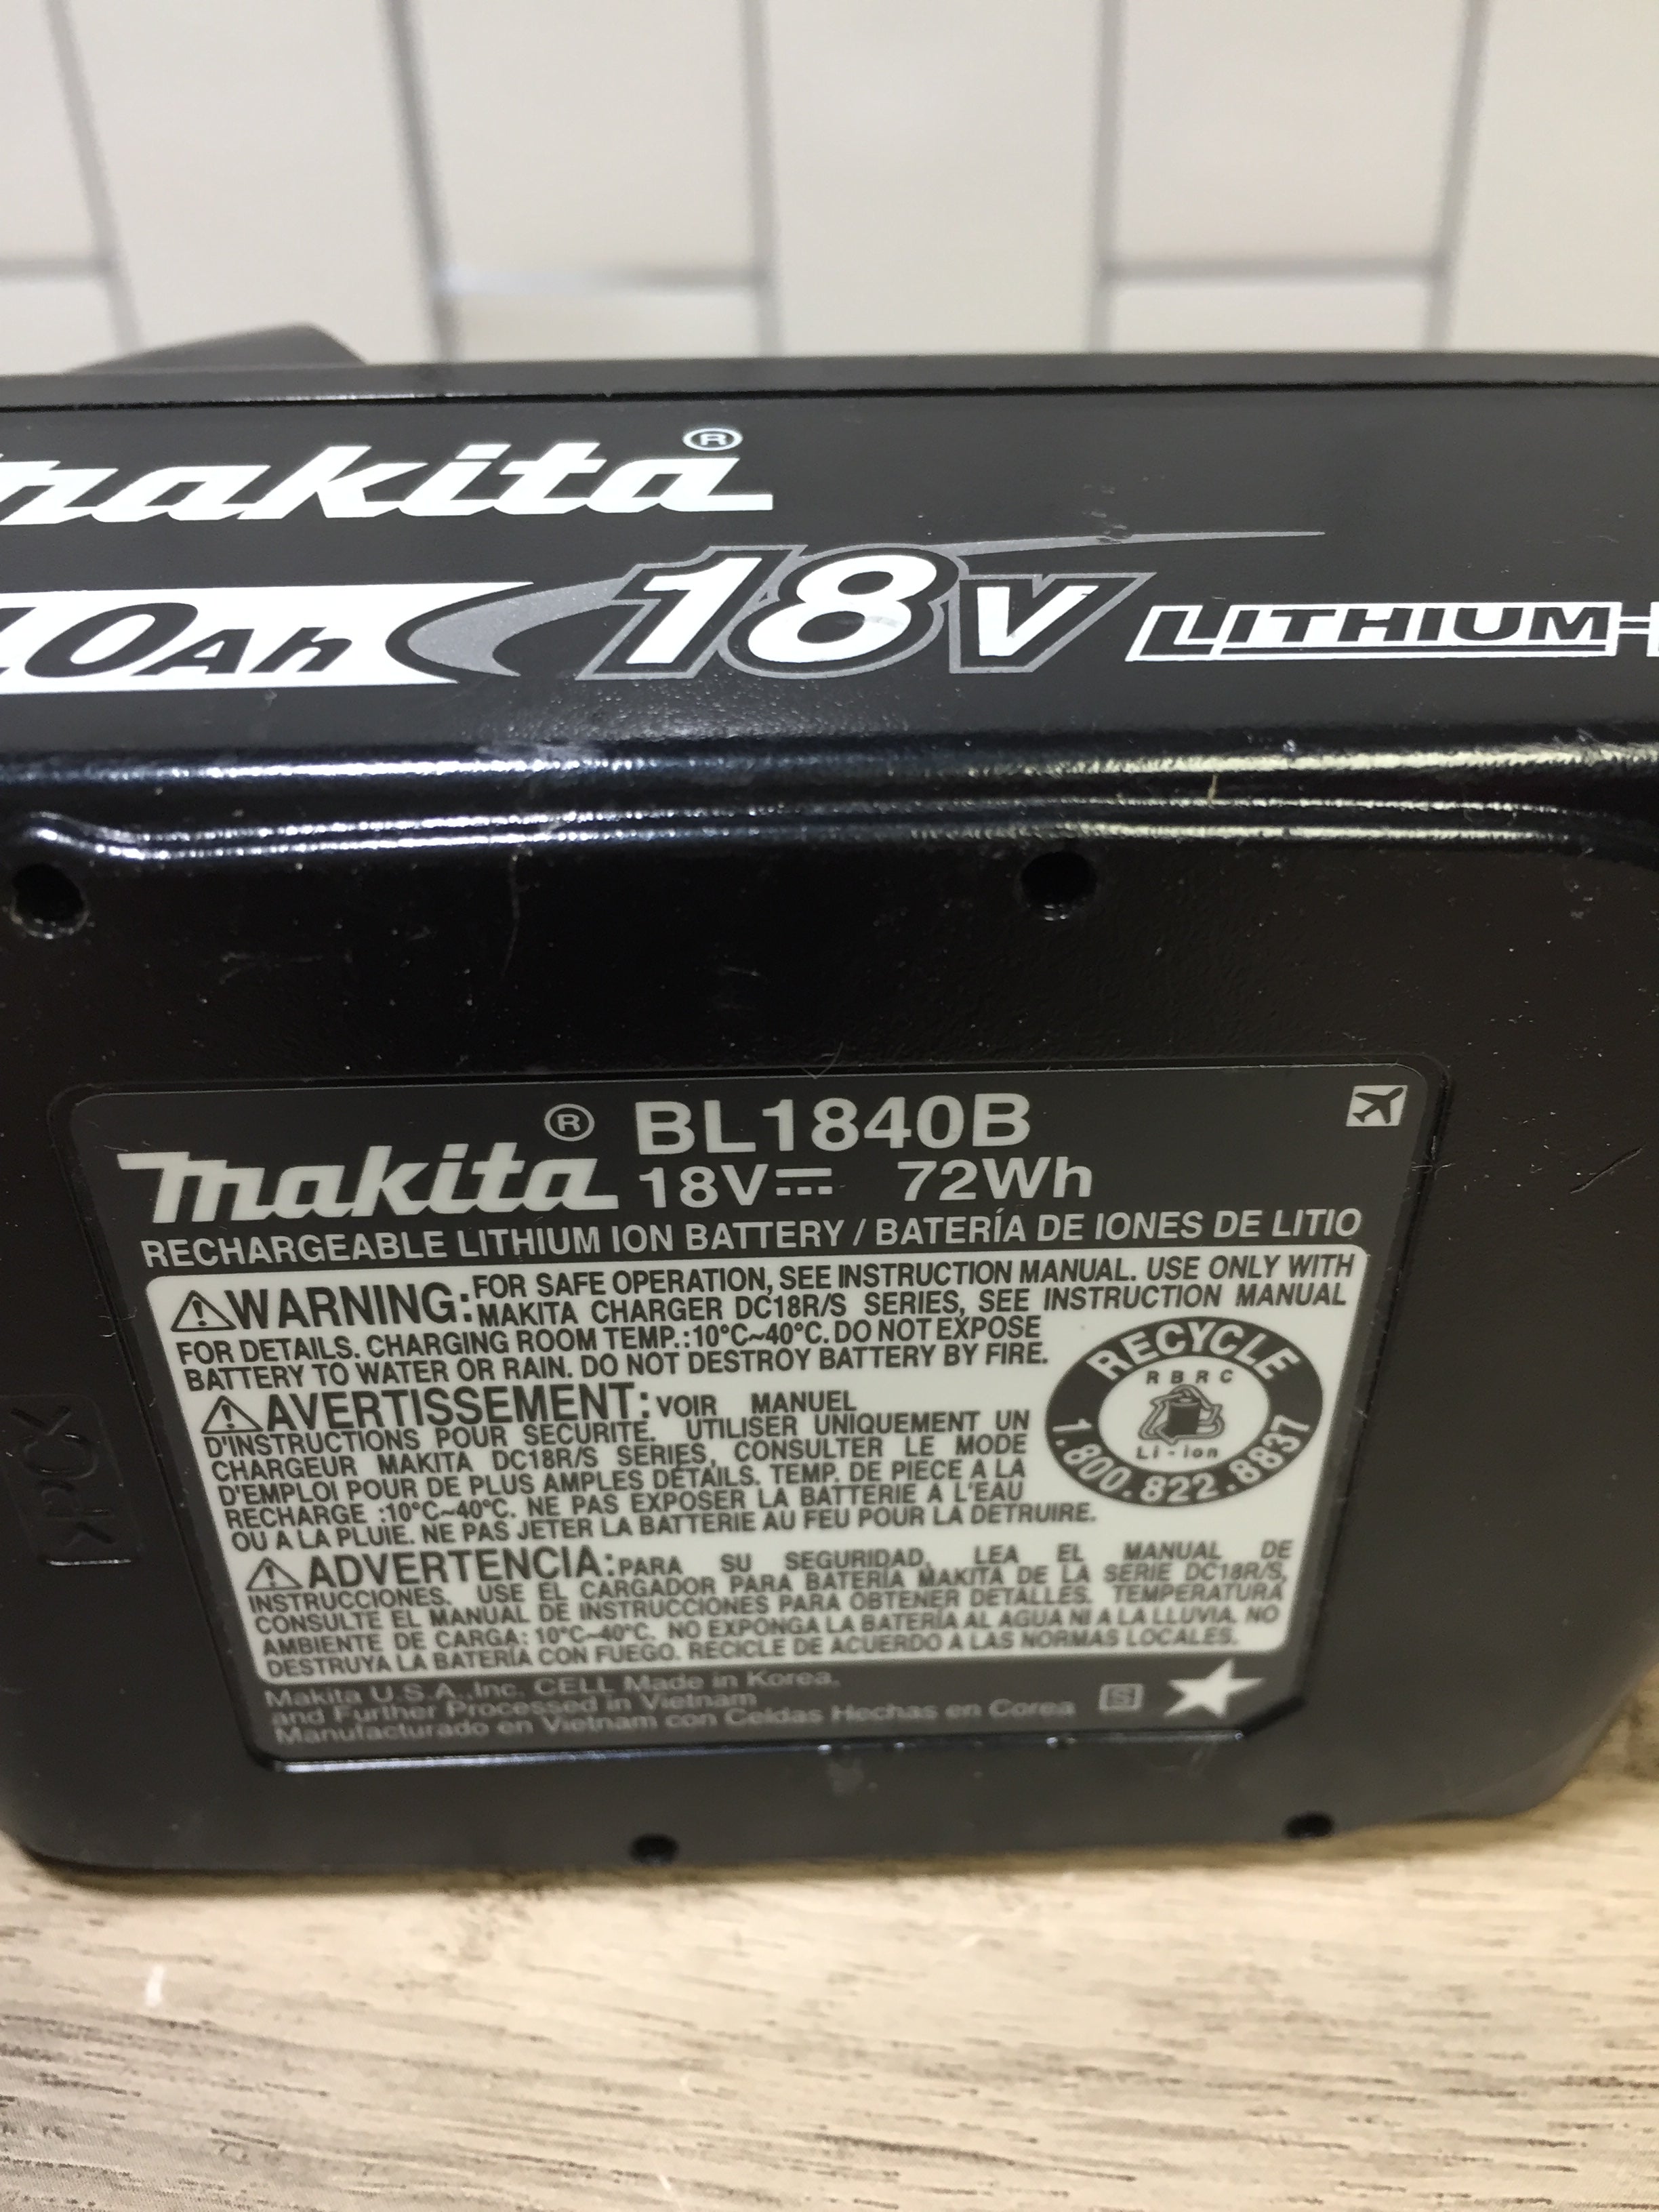 makita®
.0Ah 18V LITHIUM-
makita® BL1840B
18V 72Wh
RECHARGEABLE LITHIUM ION BATTERY / BATERÍA DE IONES DE LITIO
WARNING: FOR SAFE OPERATION, SEE INSTRUCTION MANUAL. USE ONLY WITH
MAKITA CHARGER DC18R/S SERIES, SEE INSTRUCTION MANUAL
FOR DETAILS. CHARGING ROOM TEMP.:10°C~40°C. DO NOT EXPOSE
BATTERY TO WATER OR RAIN. DO NOT DESTROY BATTERY BY FIRE.
AVERTISSEMENT: VOIR MANUEL
D'INSTRUCTIONS POUR SECURITE. UTILISER UNIQUEMENT UN
CHARGEUR MAKITA DC18R/S SERIES, CONSULTER LE MODE
D'EMPLOI POUR DE PLUS AMPLES DÉTAILS. TEMP. DE PIECE A LA
RECHARGE :10°C~40°C. NE PAS EXPOSER LA BATTERIE A L'EAU
OU A LA PLUIE. NE PAS JETER LA BATTERIE AU FEU POUR LA DETRUIRE.
RECYCLE
RBRC
Li-ion
1.800.822.8837
ADVERTENCIA: PARA SU SEGURIDAD, LEA EL MANUAL DE
INSTRUCCIONES. USE EL CARGADOR PARA BATERÍA MAKITA DE LA SERIE DC18R/S,
CONSULTE EL MANUAL DE INSTRUCCIONES PARA OBTENER DETALLES. TEMPERATURA
AMBIENTE DE CARGA: 10°C~40°C. NO EXPONGA LA BATERÍA AL AGUA NI A LA LLUVIA. NO
DESTRUYA LA BATERÍA CON FUEGO. RECICLE DE ACUERDO A LAS NORMAS LOCALES.
Makita U.S.A.,Inc. CELL Made in Korea.
and Further Processed in Vietnam
Manufacturado en Vietnam con Celdas Hechas en Corea
S